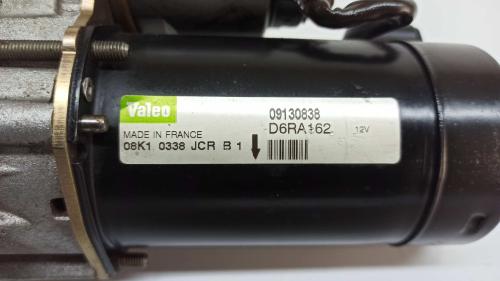 Valeo
09130838
MADE IN FRANCE
D6RA162
12V
08K1 0338 JCR B 1